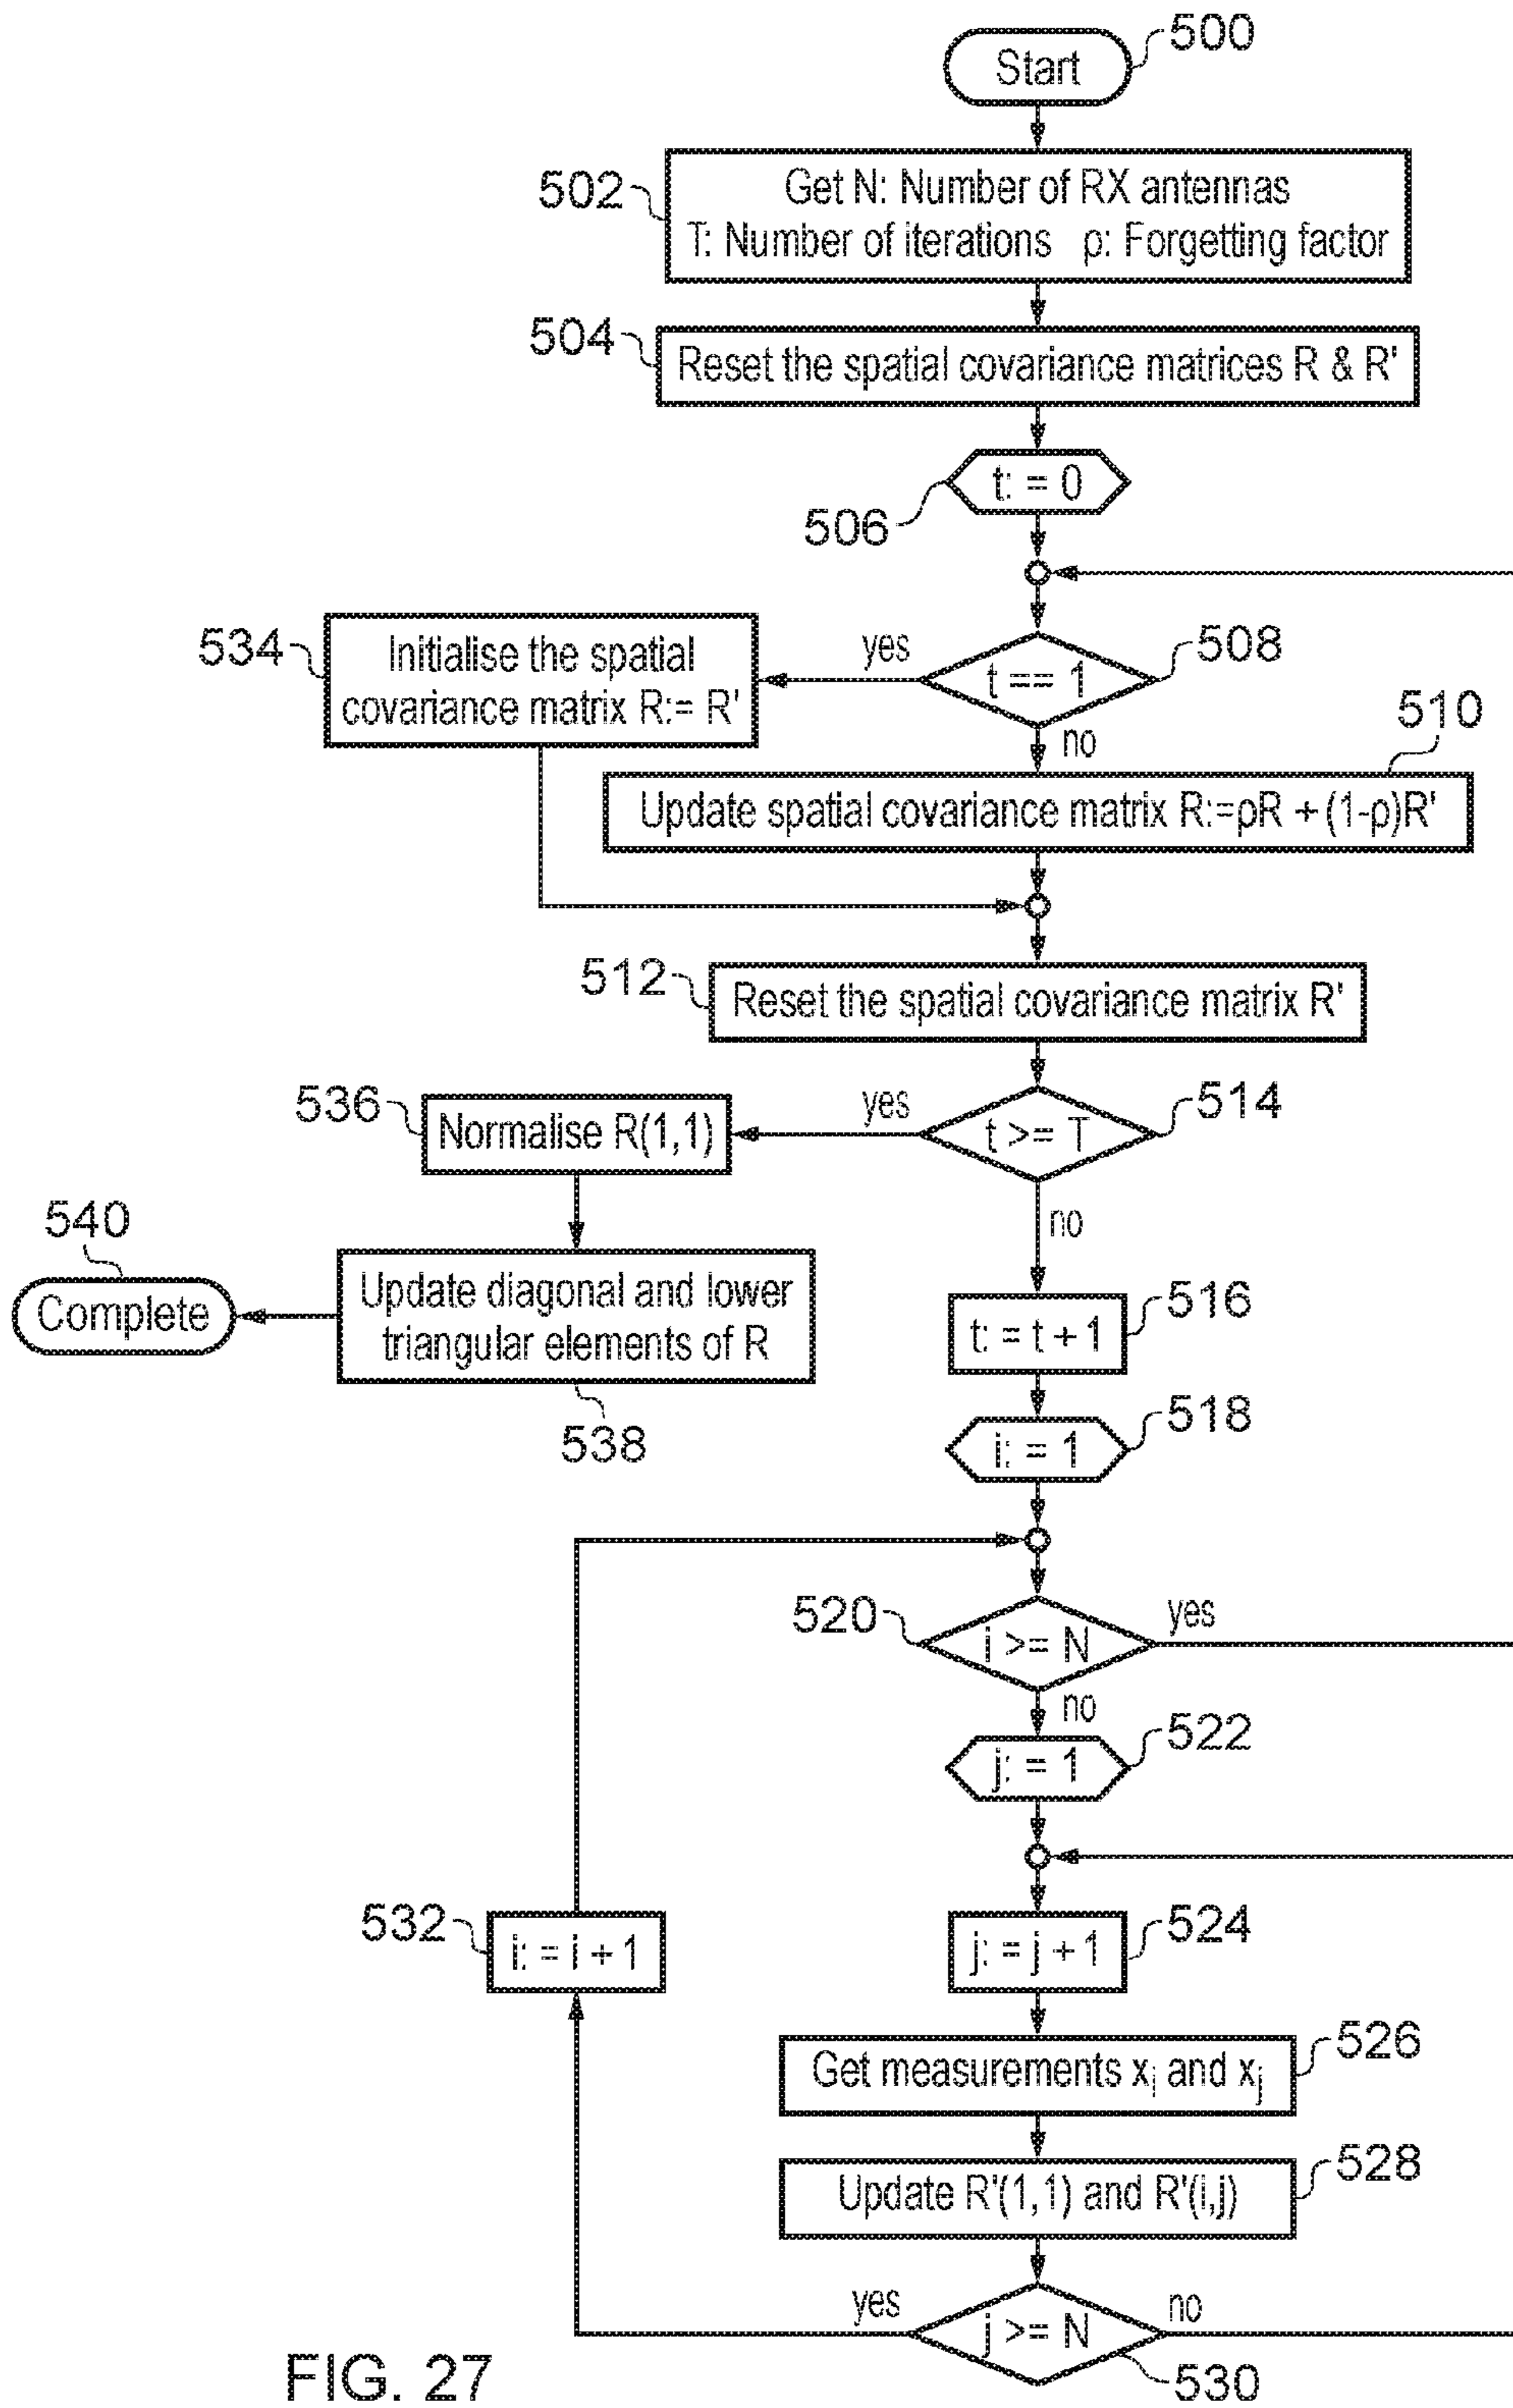 500
Start
502
Get N: Number of RX antennas
T: Number of iterations ρ: Forgetting factor
504
Reset the spatial covariance matrices R & R'
t: = 0
506
534
Initialise the spatial
covariance matrix R:= R'
yes
t == 1
508
no
510
Update spatial covariance matrix R:=ρR + (1-ρ)R'
512
Reset the spatial covariance matrix R'
536
Normalise R(1,1)
yes
t >= T
514
no
540
Complete
Update diagonal and lower
triangular elements of R
538
t: = t + 1
516
i: = 1
518
520
i >= N
yes
no
j: = 1
522
532
i: = i + 1
j: = j + 1
524
Get measurements xi and xj
526
Update R'(1,1) and R'(i,j)
528
yes
j >= N
no
530
FIG. 27